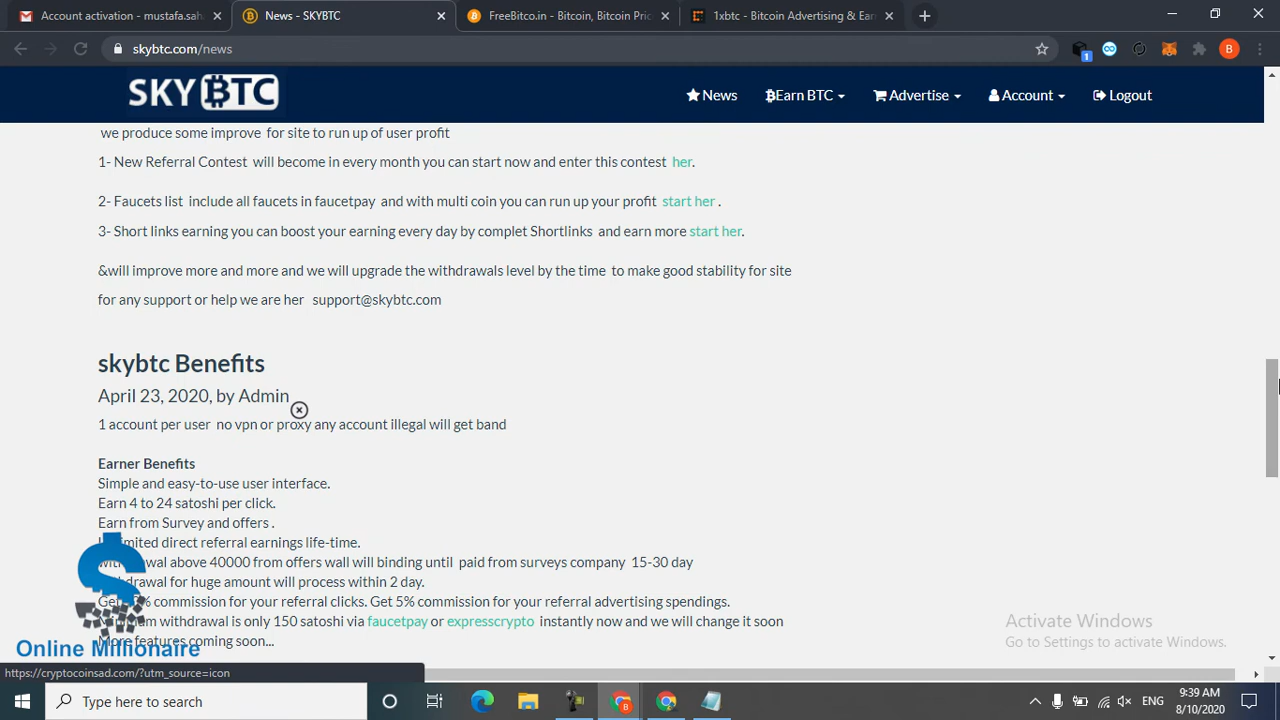 Account activation - mustafa.sah
News - SKYBTC
FreeBitco.in - Bitcoin, Bitcoin Pric
1xbtc - Bitcoin Advertising & Earn
skybtc.com/news
1
B
SKY BTC
News
Earn BTC
Advertise
Account
Logout
we produce some improve for site to run up of user profit
1- New Referral Contest will become in every month you can start now and enter this contest her.
2- Faucets list include all faucets in faucetpay and with multi coin you can run up your profit start her .
3- Short links earning you can boost your earning every day by complet Shortlinks and earn more start her.
&will improve more and more and we will upgrade the withdrawals level by the time to make good stability for site
for any support or help we are her support@skybtc.com
skybtc Benefits
April 23, 2020, by Admin
1 account per user no vpn or proxy any account illegal will get band
Earner Benefits
Simple and easy-to-use user interface.
Earn 4 to 24 satoshi per click.
Earn from Survey and offers .
direct referral earnings life-time.
above 40000 from offers wall will binding until paid from surveys company 15-30 day
for huge amount will process within 2 day.
Get commission for your referral clicks. Get 5% commission for your referral advertising spendings.
withdrawal is only 150 satoshi via faucetpay or expresscrypto instantly now and we will change it soon
More features coming soon...
Online Millionaire
Activate Windows
Go to Settings to activate Windows.
https://cryptocoinsad.com/?utm_source=icon
Type here to search
B
ENG
9:39 AM
8/10/2020